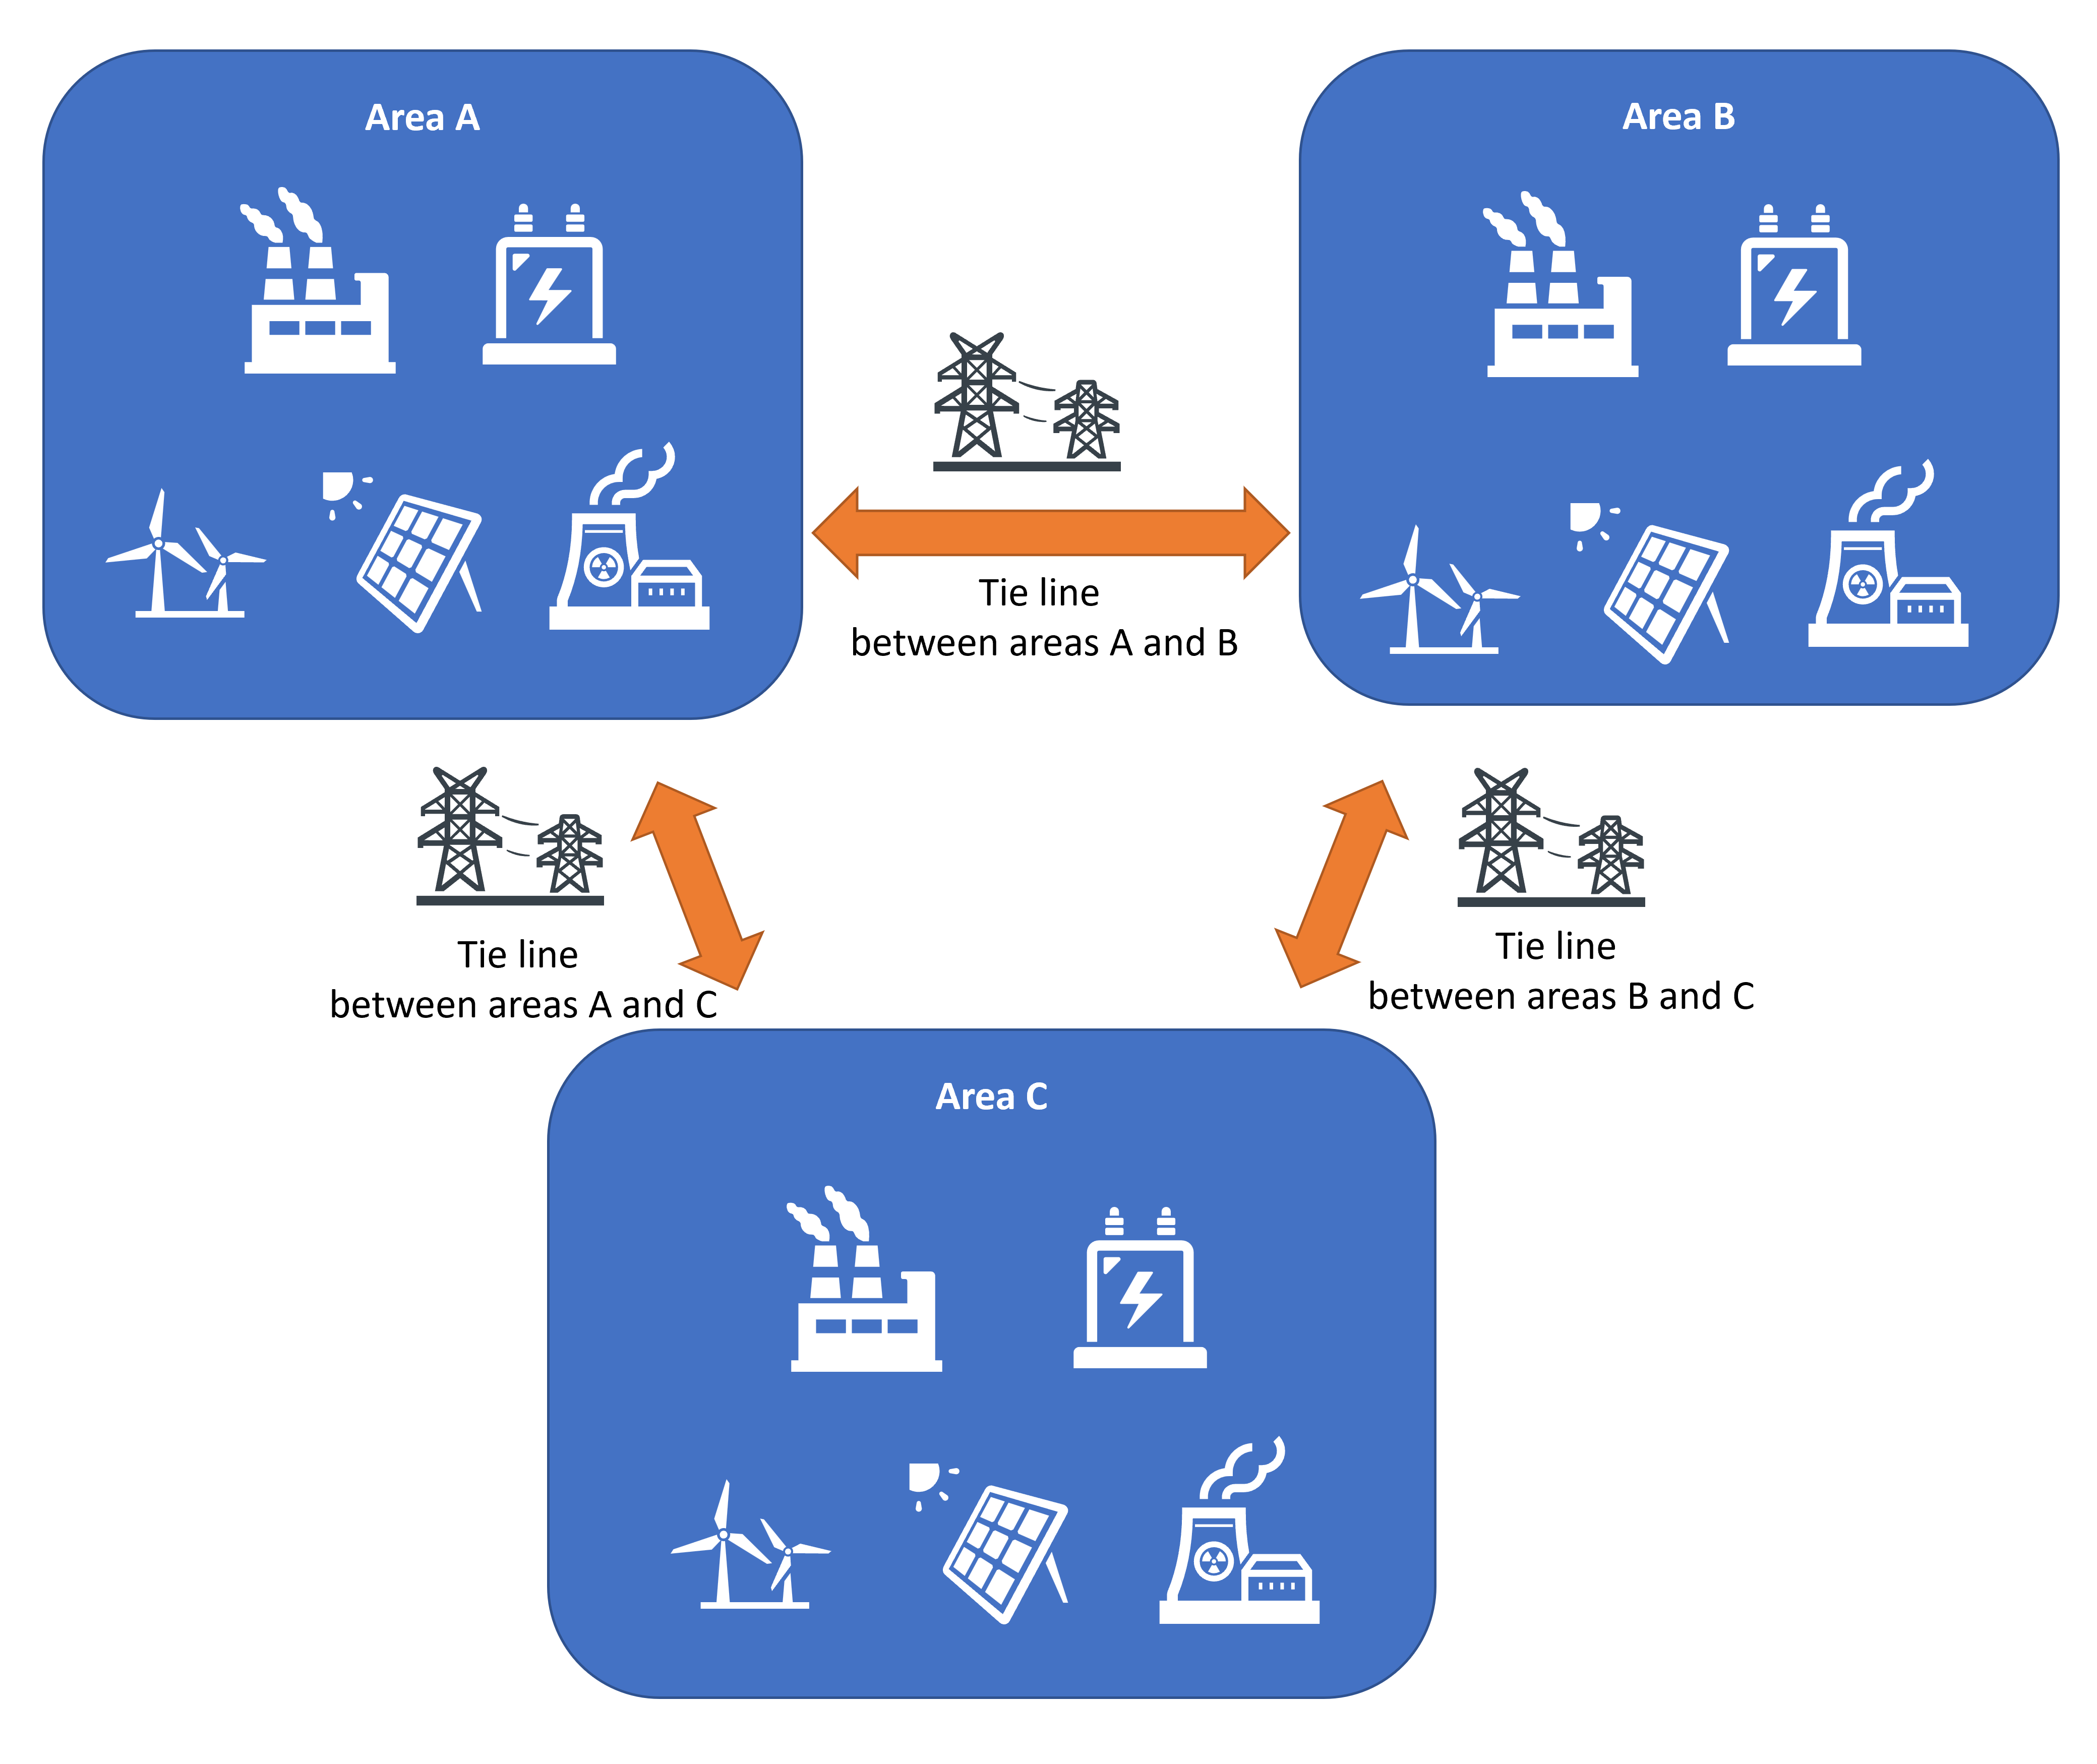 Area A
Area B
Tie line
between areas A and B
Tie line
between areas A and C
Tie line
between areas B and C
Area C